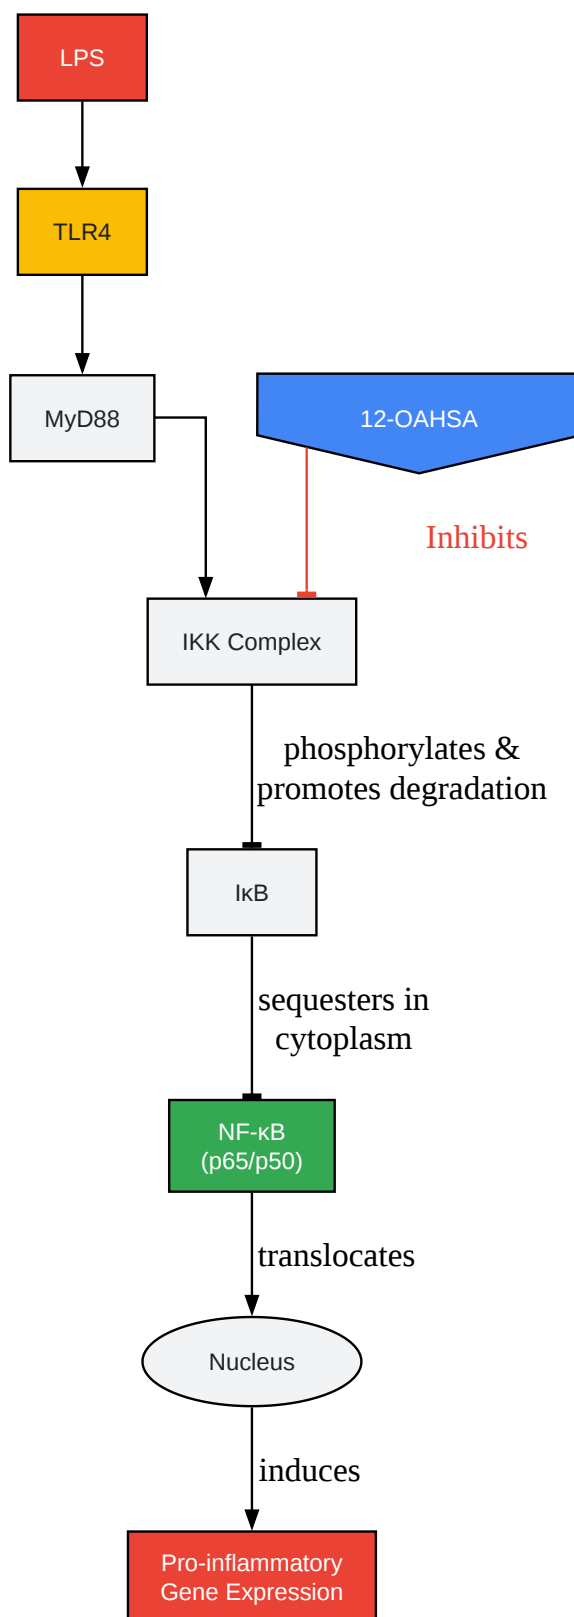 LPS
TLR4
MyD88
12-OAHSA
Inhibits
IKK Complex
phosphorylates &
promotes degradation
IκB
sequesters in
cytoplasm
NF-κB
(p65/p50)
translocates
Nucleus
induces
Pro-inflammatory
Gene Expression